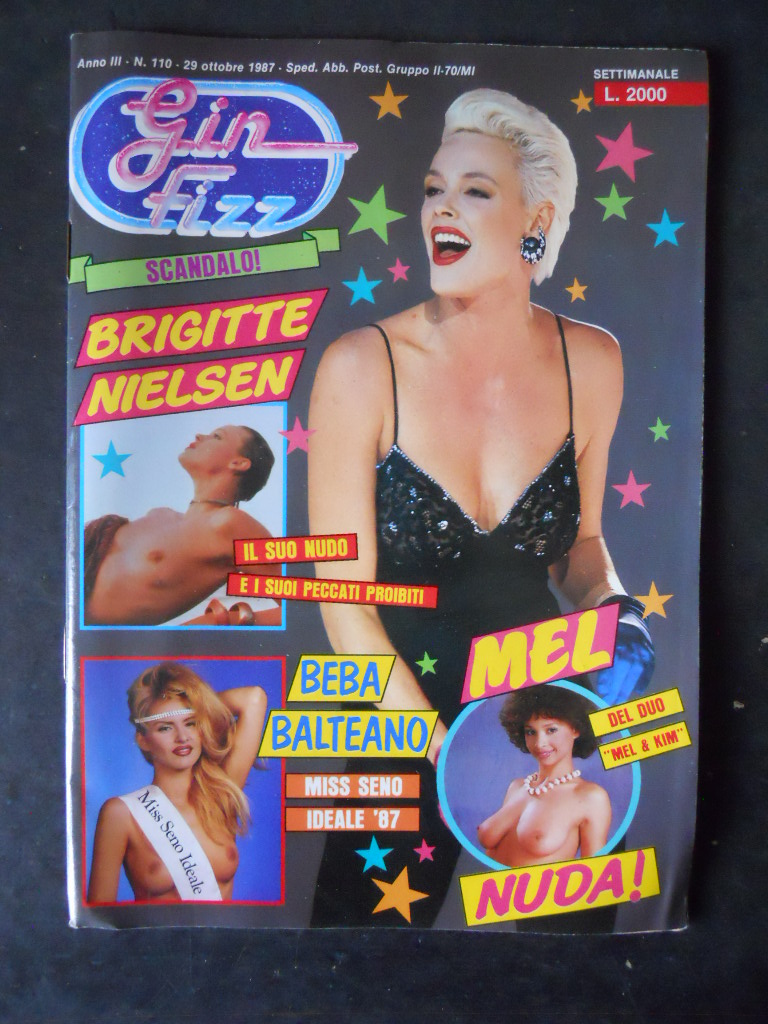 Anno III - N. 110 - 29 ottobre 1987 - Sped. Abb. Post. Gruppo II-70/MI
SETTIMANALE
L. 2000
Gin
Fizz
SCANDALO!
BRIGITTE
NIELSEN
IL SUO NUDO
E I SUOI PECCATI PROIBITI
BEBA
BALTEANO
MISS SENO
IDEALE '87
Miss Seno Ideale
MEL
DEL DUO
"MEL & KIM"
NUDA!